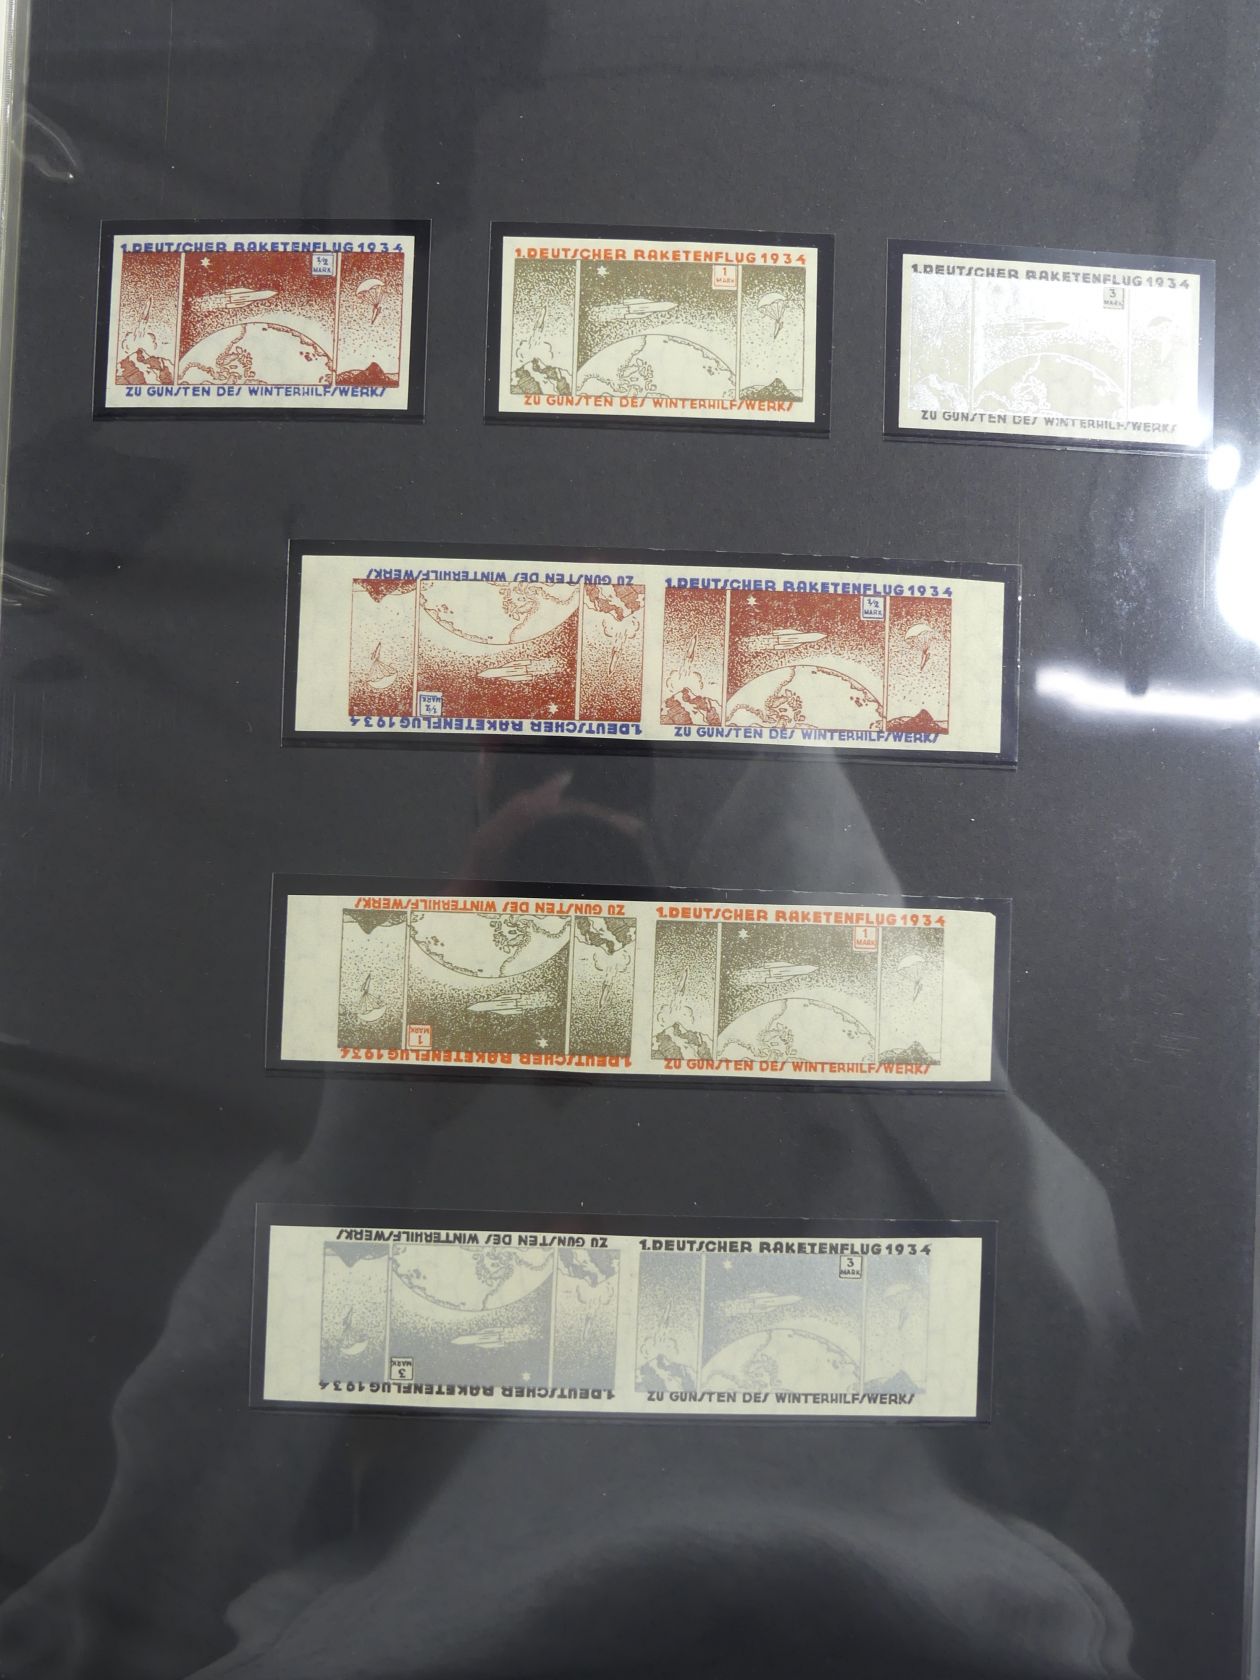 1.DEUTSCHER RAKETENFLUG 1934
1/2 MARK
ZU GUNSTEN DES WINTERHILFSWERKS
1.DEUTSCHER RAKETENFLUG 1934
1 MARK
ZU GUNSTEN DES WINTERHILFSWERKS
1.DEUTSCHER RAKETENFLUG 1934
3 MARK
ZU GUNSTEN DES WINTERHILFSWERKS
ZU GUNSTEN DES WINTERHILFSWERKS
1/2 MARK
1.DEUTSCHER RAKETENFLUG 1934
1.DEUTSCHER RAKETENFLUG 1934
1/2 MARK
ZU GUNSTEN DES WINTERHILFSWERKS
ZU GUNSTEN DES WINTERHILFSWERKS
1 MARK
1.DEUTSCHER RAKETENFLUG 1934
1.DEUTSCHER RAKETENFLUG 1934
1 MARK
ZU GUNSTEN DES WINTERHILFSWERKS
ZU GUNSTEN DES WINTERHILFSWERKS
3 MARK
1.DEUTSCHER RAKETENFLUG 1934
1.DEUTSCHER RAKETENFLUG 1934
3 MARK
ZU GUNSTEN DES WINTERHILFSWERKS